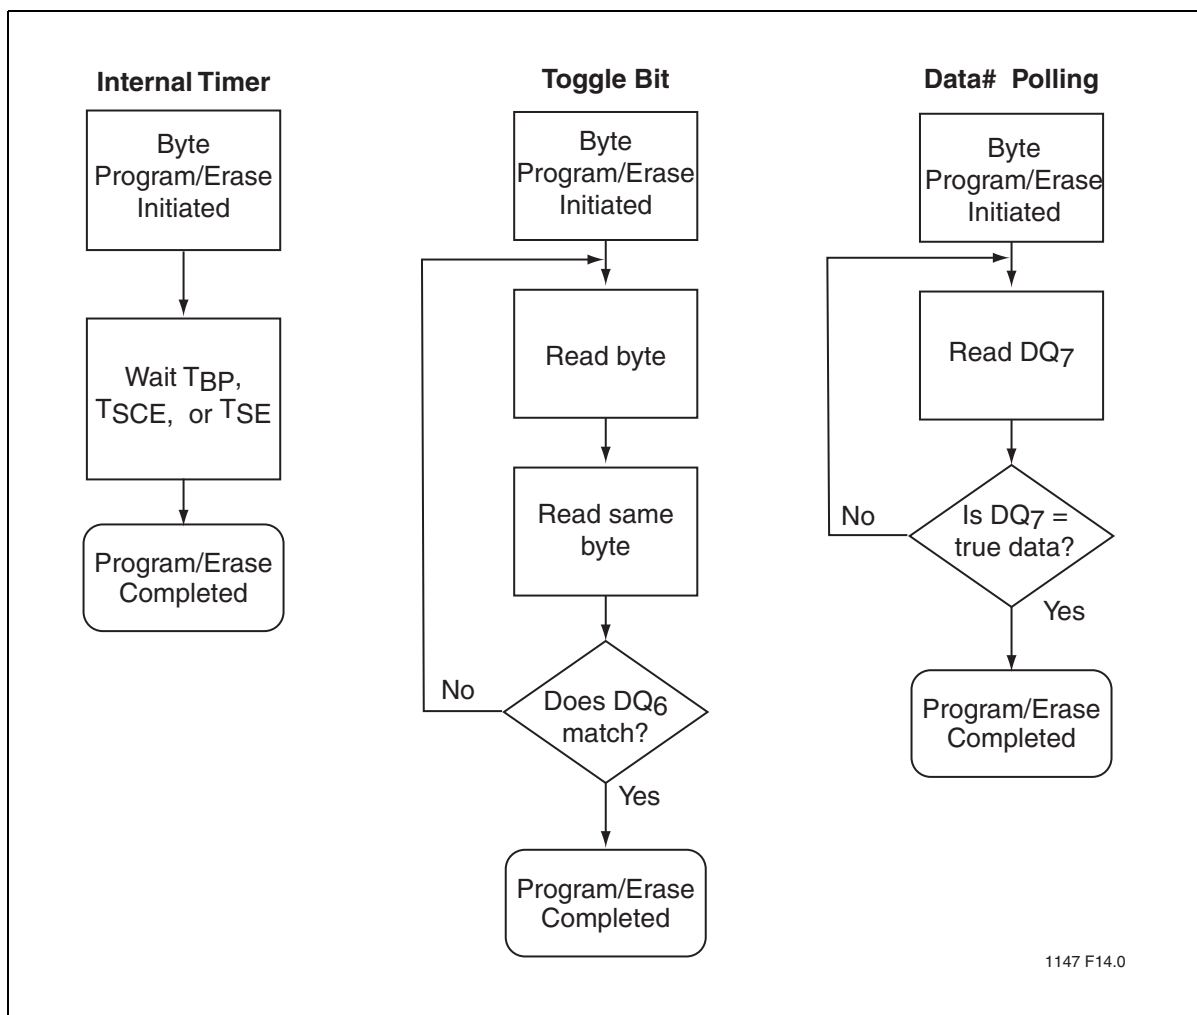 Internal Timer
Byte
Program/Erase
Initiated
Wait TBP,
TSCE, or TSE
Program/Erase
Completed
Toggle Bit
Byte
Program/Erase
Initiated
Read byte
Read same
byte
Does DQ6
match?
No
Yes
Program/Erase
Completed
Data# Polling
Byte
Program/Erase
Initiated
Read DQ7
Is DQ7 =
true data?
No
Yes
Program/Erase
Completed
1147 F14.0